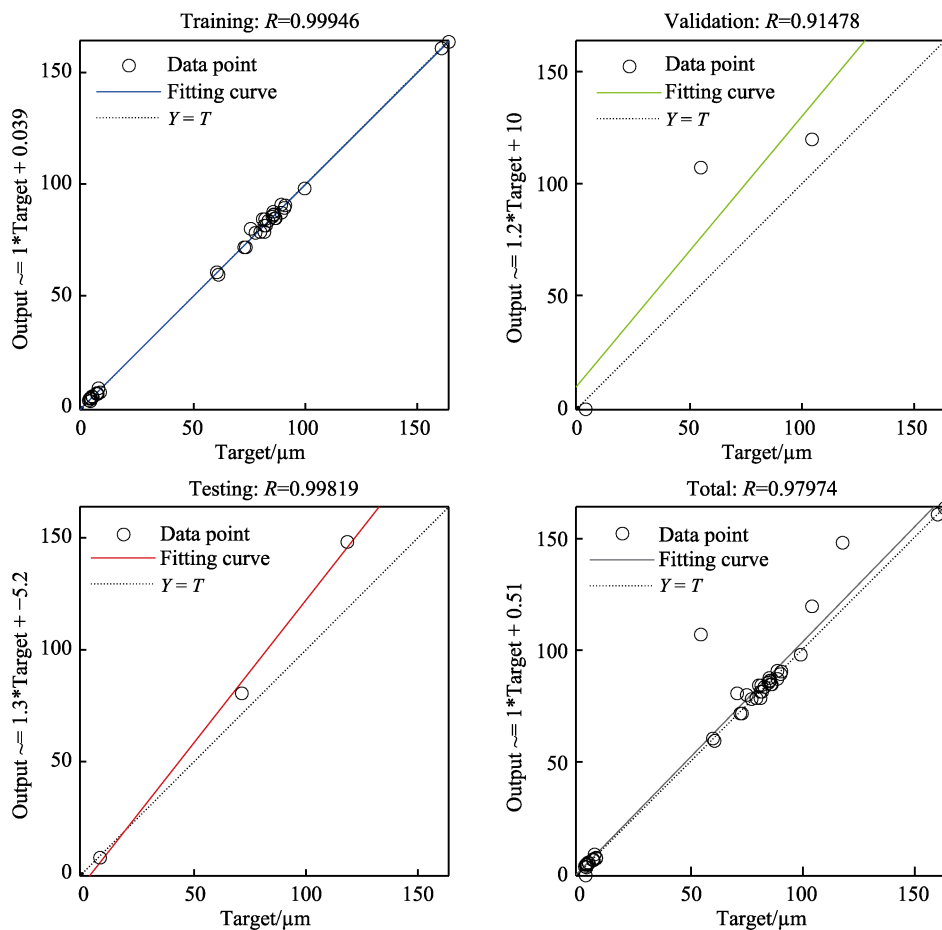 Training: R=0.99946
Data point
Fitting curve
Y = T
Output ~= 1*Target + 0.039
150
100
50
0
0
50
100
150
Target/µm
Validation: R=0.91478
Data point
Fitting curve
Y = T
Output ~= 1.2*Target + 10
150
100
50
0
0
50
100
150
Target/µm
Testing: R=0.99819
Data point
Fitting curve
Y = T
Output ~= 1.3*Target + −5.2
150
100
50
0
0
50
100
150
Target/µm
Total: R=0.97974
Data point
Fitting curve
Y = T
Output ~= 1*Target + 0.51
150
100
50
0
0
50
100
150
Target/µm